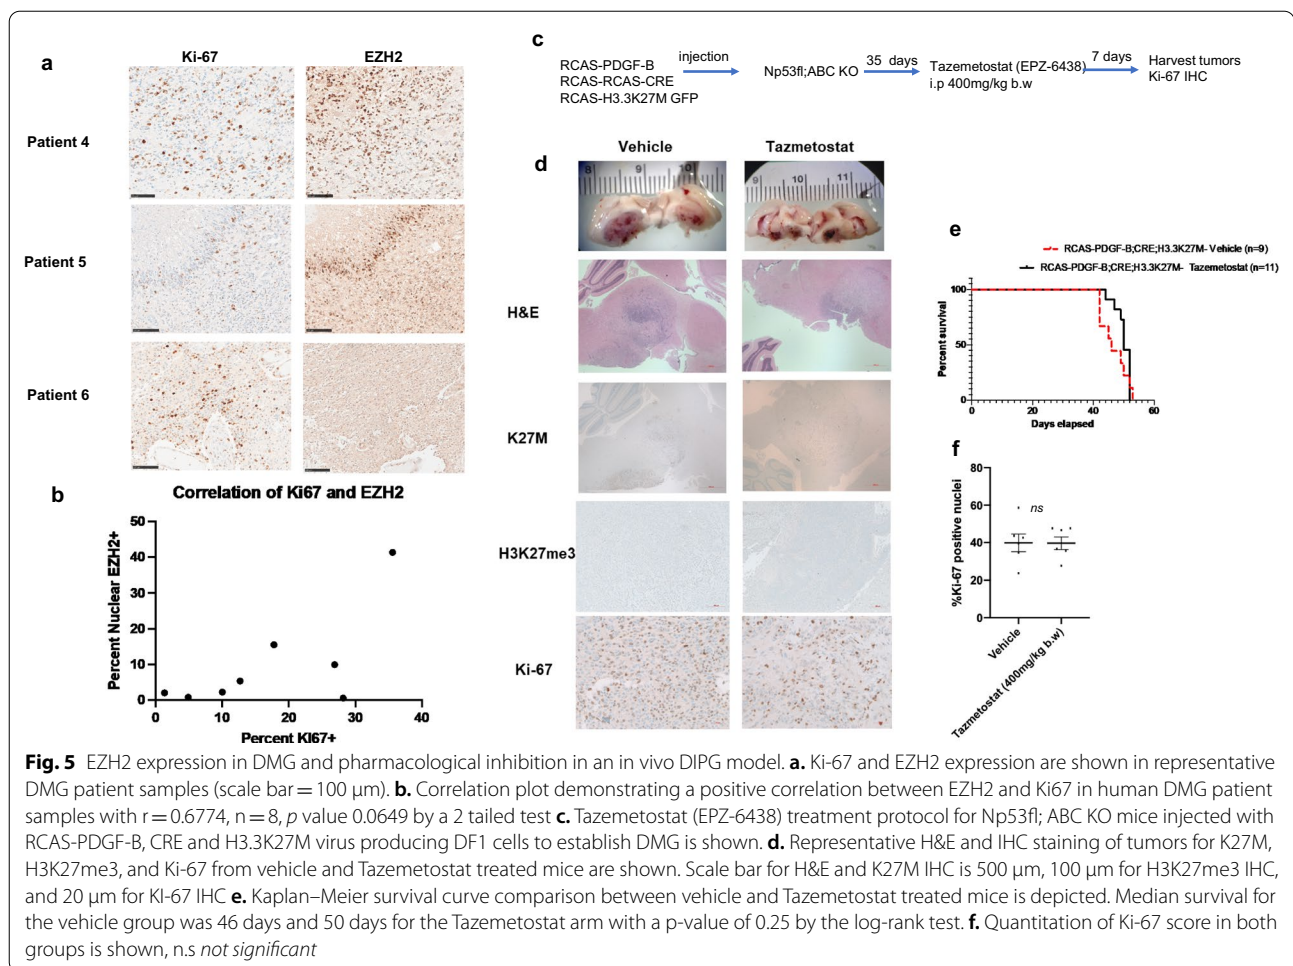 a
Ki-67 EZH2
Patient 4
Patient 5
Patient 6
b
Correlation of Ki67 and EZH2
Percent Nuclear EZH2+
50
40
30
20
10
0
0 10 20 30 40
Percent KI67+
c
RCAS-PDGF-B
RCAS-RCAS-CRE
RCAS-H3.3K27M GFP
injection
Np53fl;ABC KO
35 days
Tazemetostat (EPZ-6438)
i.p 400mg/kg b.w
7 days
Harvest tumors
Ki-67 IHC
d
Vehicle Tazmetostat
8 9 10
9 10 11
H&E
K27M
H3K27me3
Ki-67
e
RCAS-PDGF-B;CRE;H3.3K27M- Vehicle (n=9)
RCAS-PDGF-B;CRE;H3.3K27M- Tazemetostat (n=11)
Percent survival
100
50
0
0 20 40 60
Days elapsed
f
%Ki-67 positive nuclei
80
60
40
20
0
ns
Vehicle
Tazmetostat (400mg/kg b.w)
Fig. 5 EZH2 expression in DMG and pharmacological inhibition in an in vivo DIPG model. a. Ki-67 and EZH2 expression are shown in representative
DMG patient samples (scale bar = 100 μm). b. Correlation plot demonstrating a positive correlation between EZH2 and Ki67 in human DMG patient
samples with r = 0.6774, n = 8, p value 0.0649 by a 2 tailed test c. Tazemetostat (EPZ-6438) treatment protocol for Np53fl; ABC KO mice injected with
RCAS-PDGF-B, CRE and H3.3K27M virus producing DF1 cells to establish DMG is shown. d. Representative H&E and IHC staining of tumors for K27M,
H3K27me3, and Ki-67 from vehicle and Tazemetostat treated mice are shown. Scale bar for H&E and K27M IHC is 500 μm, 100 μm for H3K27me3 IHC,
and 20 μm for KI-67 IHC e. Kaplan–Meier survival curve comparison between vehicle and Tazemetostat treated mice is depicted. Median survival for
the vehicle group was 46 days and 50 days for the Tazemetostat arm with a p-value of 0.25 by the log-rank test. f. Quantitation of Ki-67 score in both
groups is shown, n.s not significant